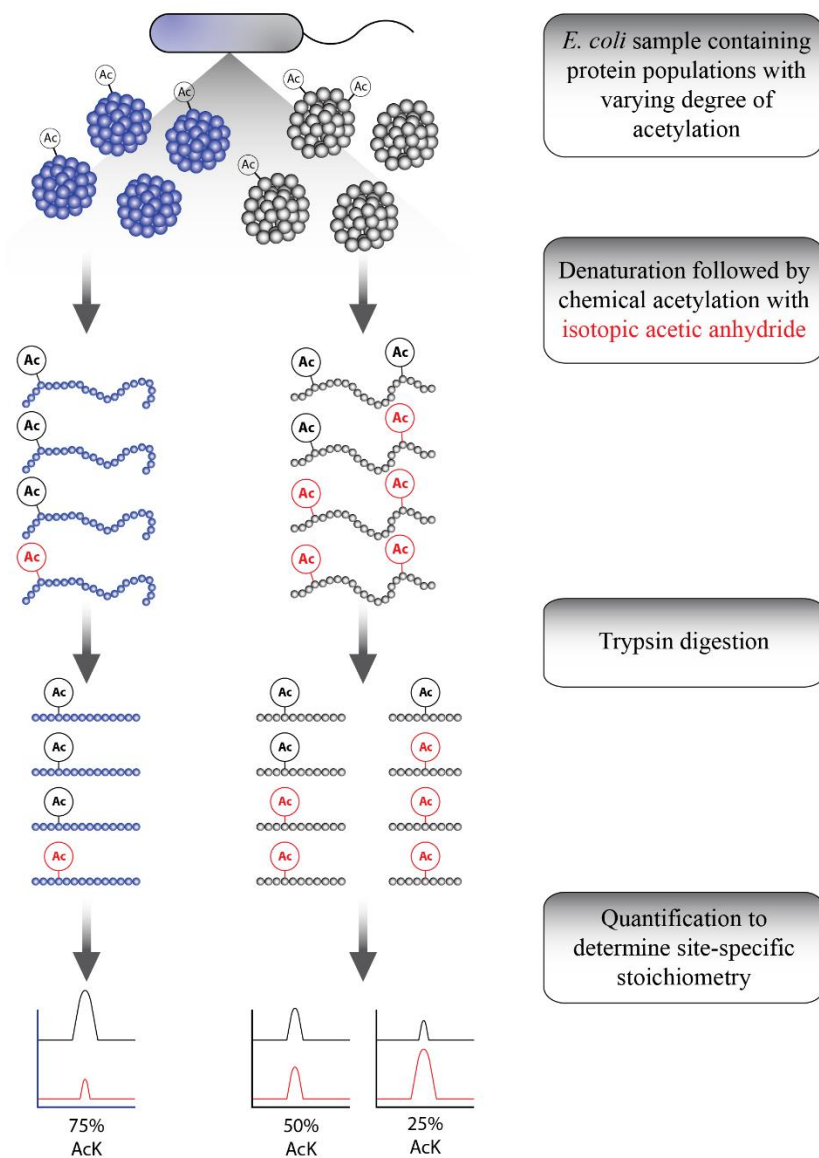 E. coli sample containing
protein populations with
varying degree of
acetylation
Ac
Ac
Ac
Ac
Ac
Ac
Denaturation followed by
chemical acetylation with
isotopic acetic anhydride
Ac
Ac
Ac
Ac
Ac
Ac
Ac
Ac
Ac
Ac
Ac
Ac
Trypsin digestion
Ac
Ac
Ac
Ac
Ac
Ac
Ac
Ac
Ac
Ac
Ac
Ac
Quantification to
determine site-specific
stoichiometry
75%
AcK
50%
AcK
25%
AcK